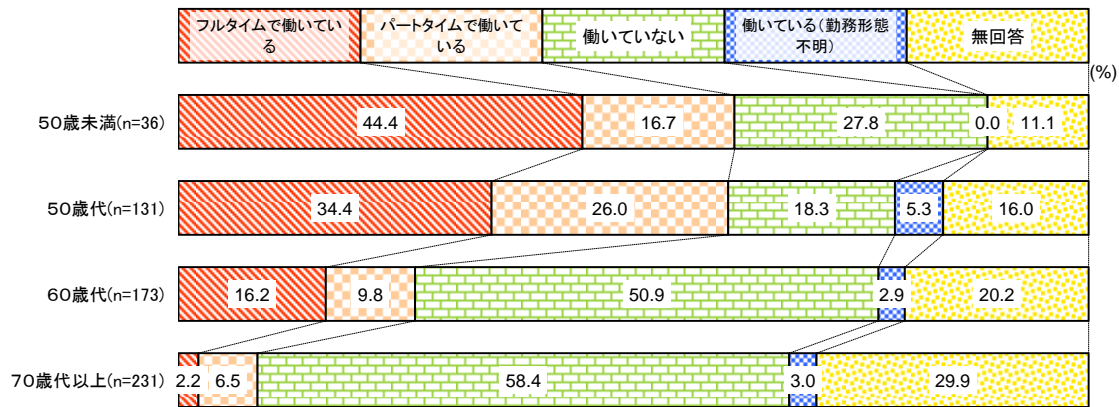 フルタイムで働いてい
る
パートタイムで働いて
いる
働いていない
働いている(勤務形態
不明)
無回答
(%)
50歳未満(n=36)
44.4
16.7
27.8
0.0
11.1
50歳代(n=131)
34.4
26.0
18.3
5.3
16.0
60歳代(n=173)
16.2
9.8
50.9
2.9
20.2
70歳代以上(n=231)
2.2
6.5
58.4
3.0
29.9